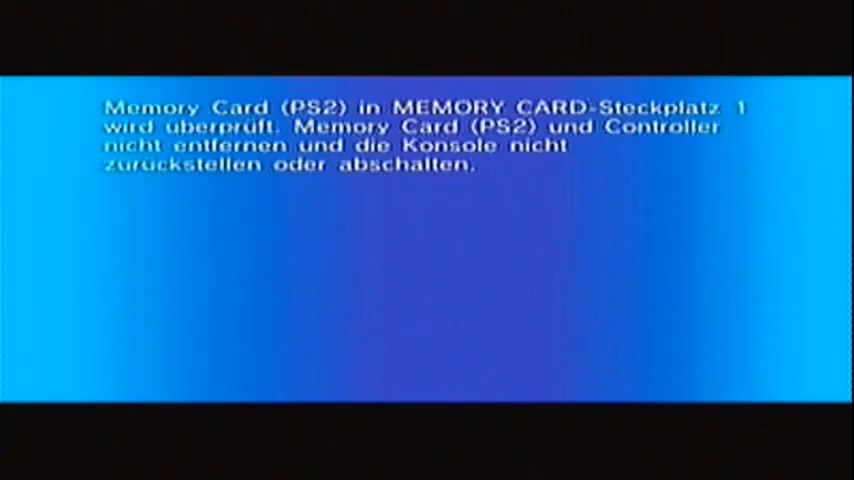 Memory Card (PS2) in MEMORY CARD-Steckplatz 1
wird überprüft. Memory Card (PS2) und Controller
nicht entfernen und die Konsole nicht
zurückstellen oder abschalten.